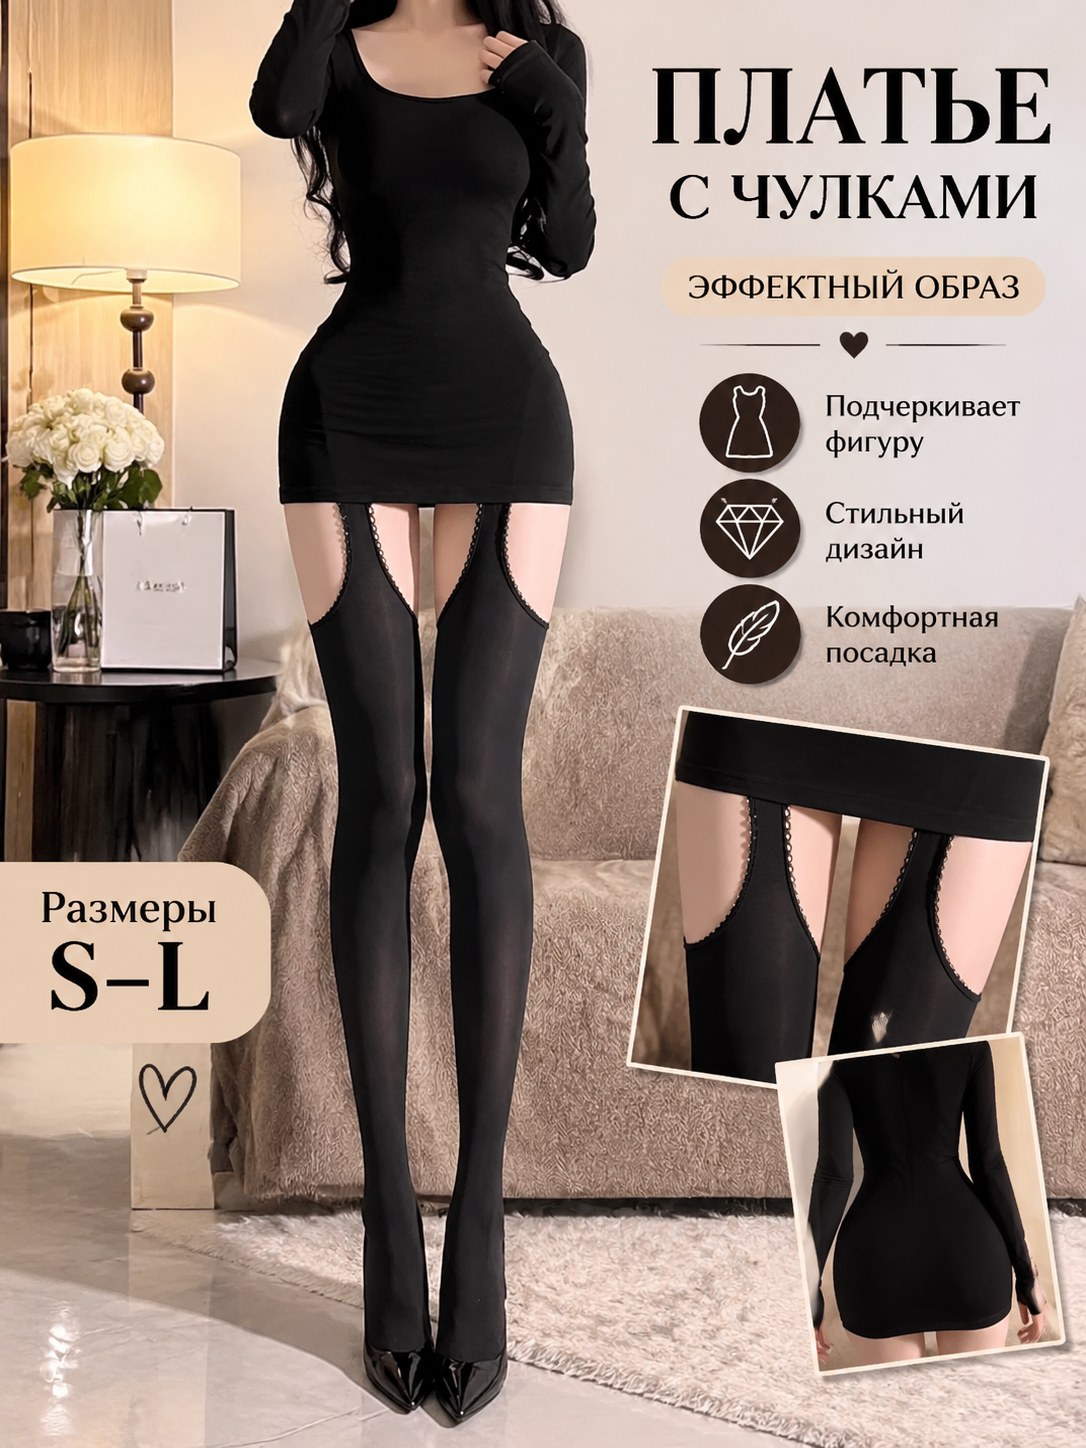 ПЛАТЬЕ
С ЧУЛКАМИ
ЭФФЕКТНЫЙ ОБРАЗ
Подчеркивает
фигуру
Стильный
дизайн
Комфортная
посадка
Размеры
S–L